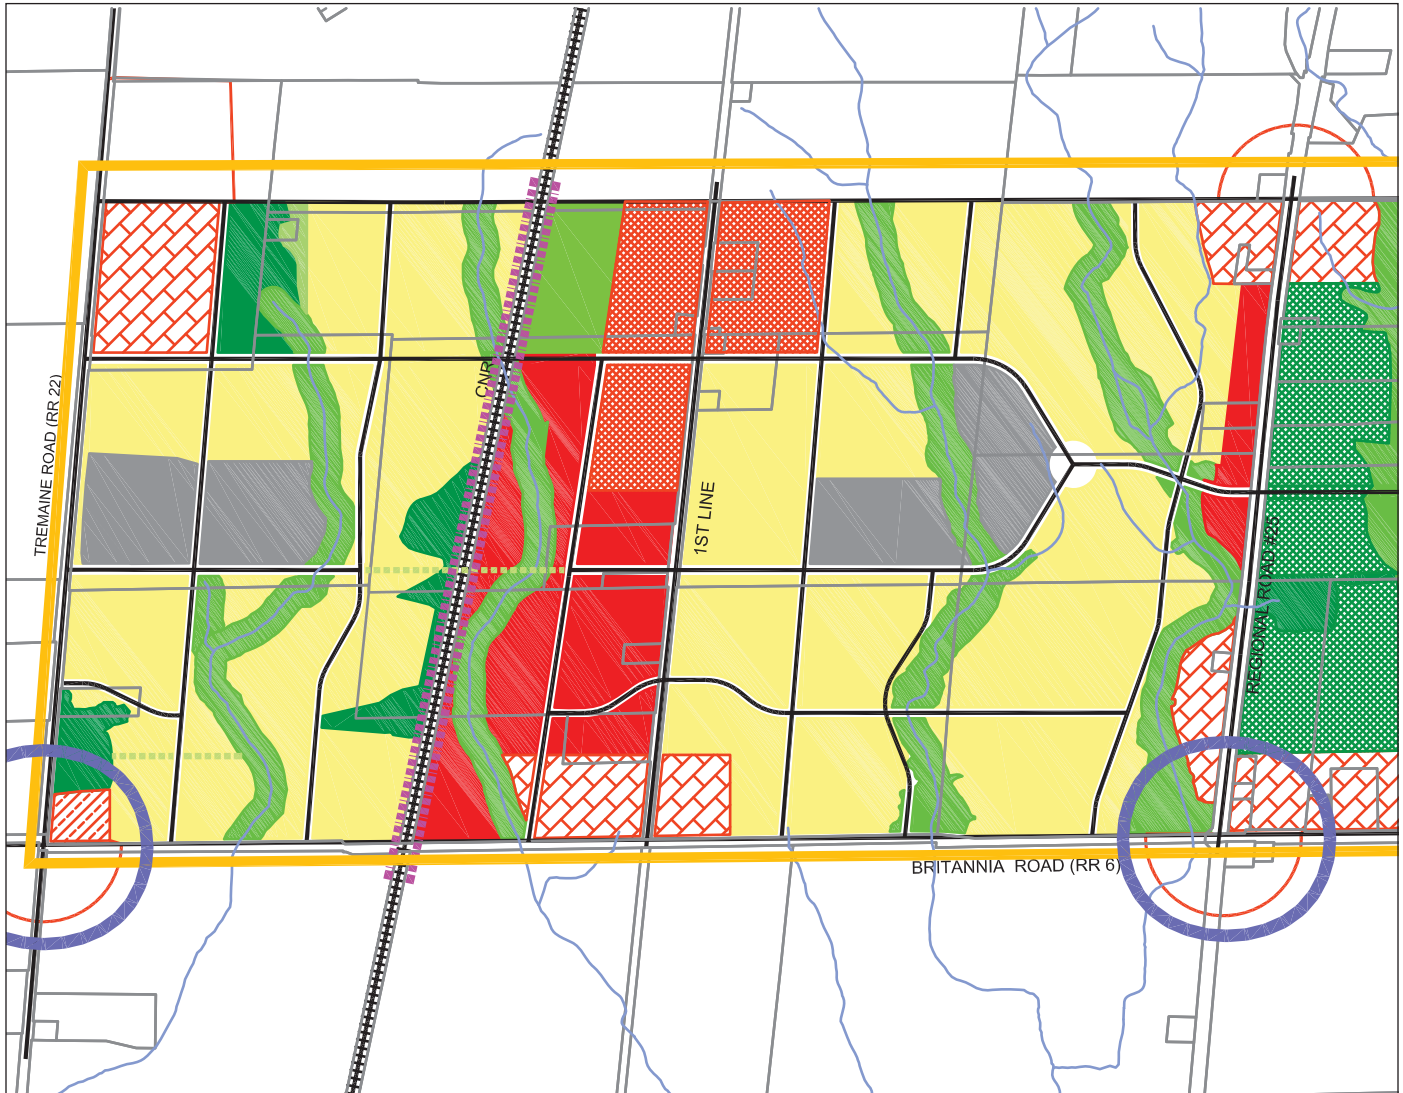 TREMAINE ROAD (RR 22)
CNR
1ST LINE
REGIONAL ROAD #25
BRITANNIA ROAD (RR 6)